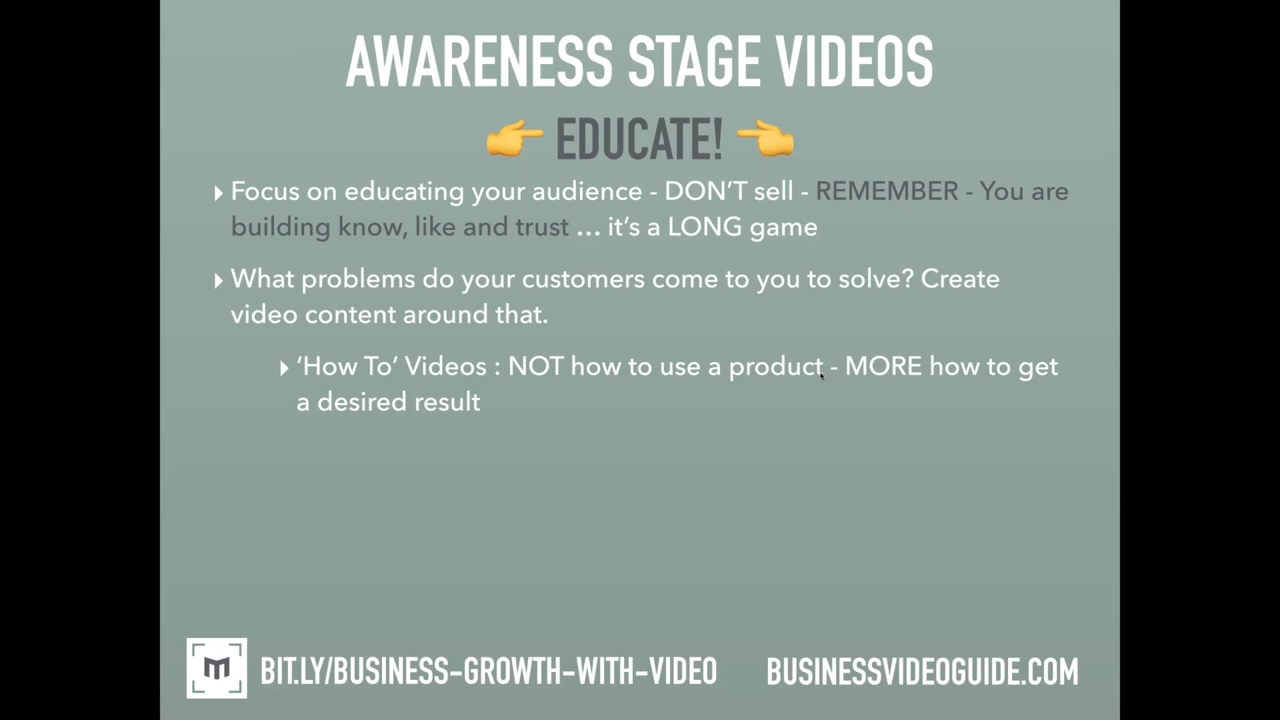 AWARENESS STAGE VIDEOS
👉 EDUCATE! 👈
‣ Focus on educating your audience - DON’T sell - REMEMBER - You are
building know, like and trust … it’s a LONG game
‣ What problems do your customers come to you to solve? Create
video content around that.
‣ ‘How To’ Videos : NOT how to use a product - MORE how to get
a desired result
m
BIT.LY/BUSINESS-GROWTH-WITH-VIDEO
BUSINESSVIDEOGUIDE.COM